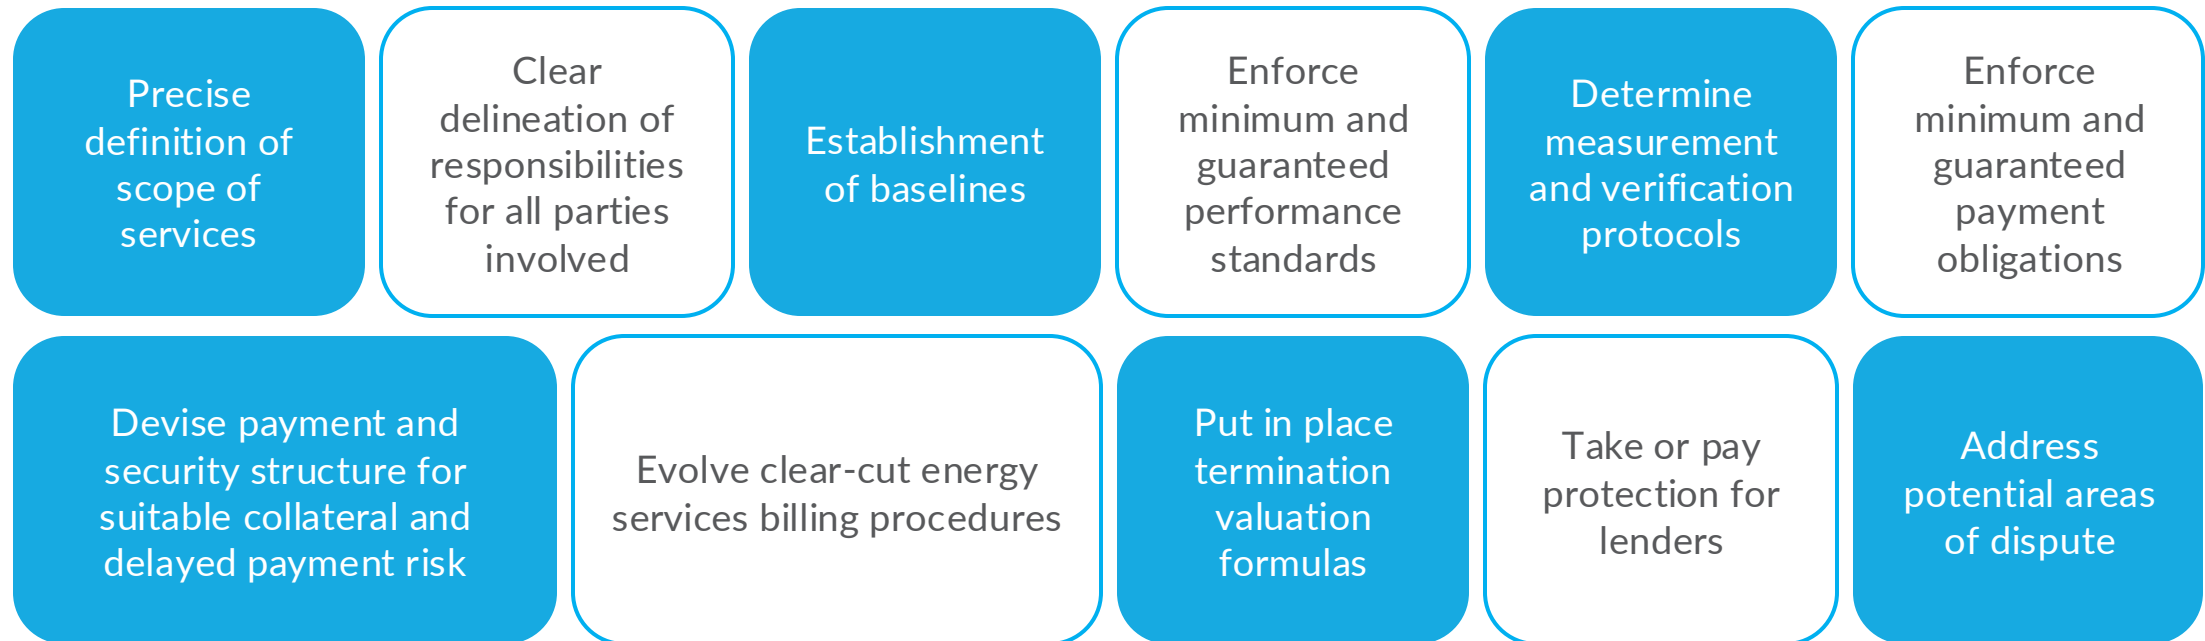 Precise
definition of
scope of
services
Clear
delineation of
responsibilities
for all parties
involved
Establishment
of baselines
Enforce
minimum and
guaranteed
performance
standards
Determine
measurement
and verification
protocols
Enforce
minimum and
guaranteed
payment
obligations
Devise payment and
security structure for
suitable collateral and
delayed payment risk
Evolve clear-cut energy
services billing procedures
Put in place
termination
valuation
formulas
Take or pay
protection for
lenders
Address
potential areas
of dispute